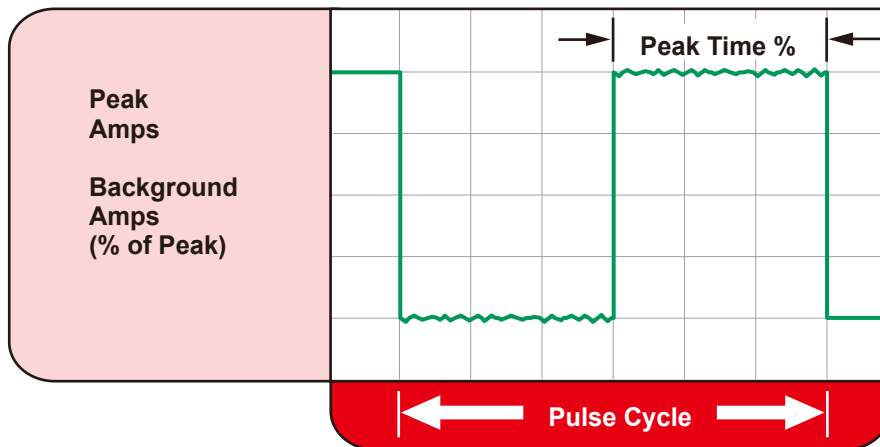 Peak Time %
Peak
Amps
Background
Amps
(% of Peak)
Pulse Cycle